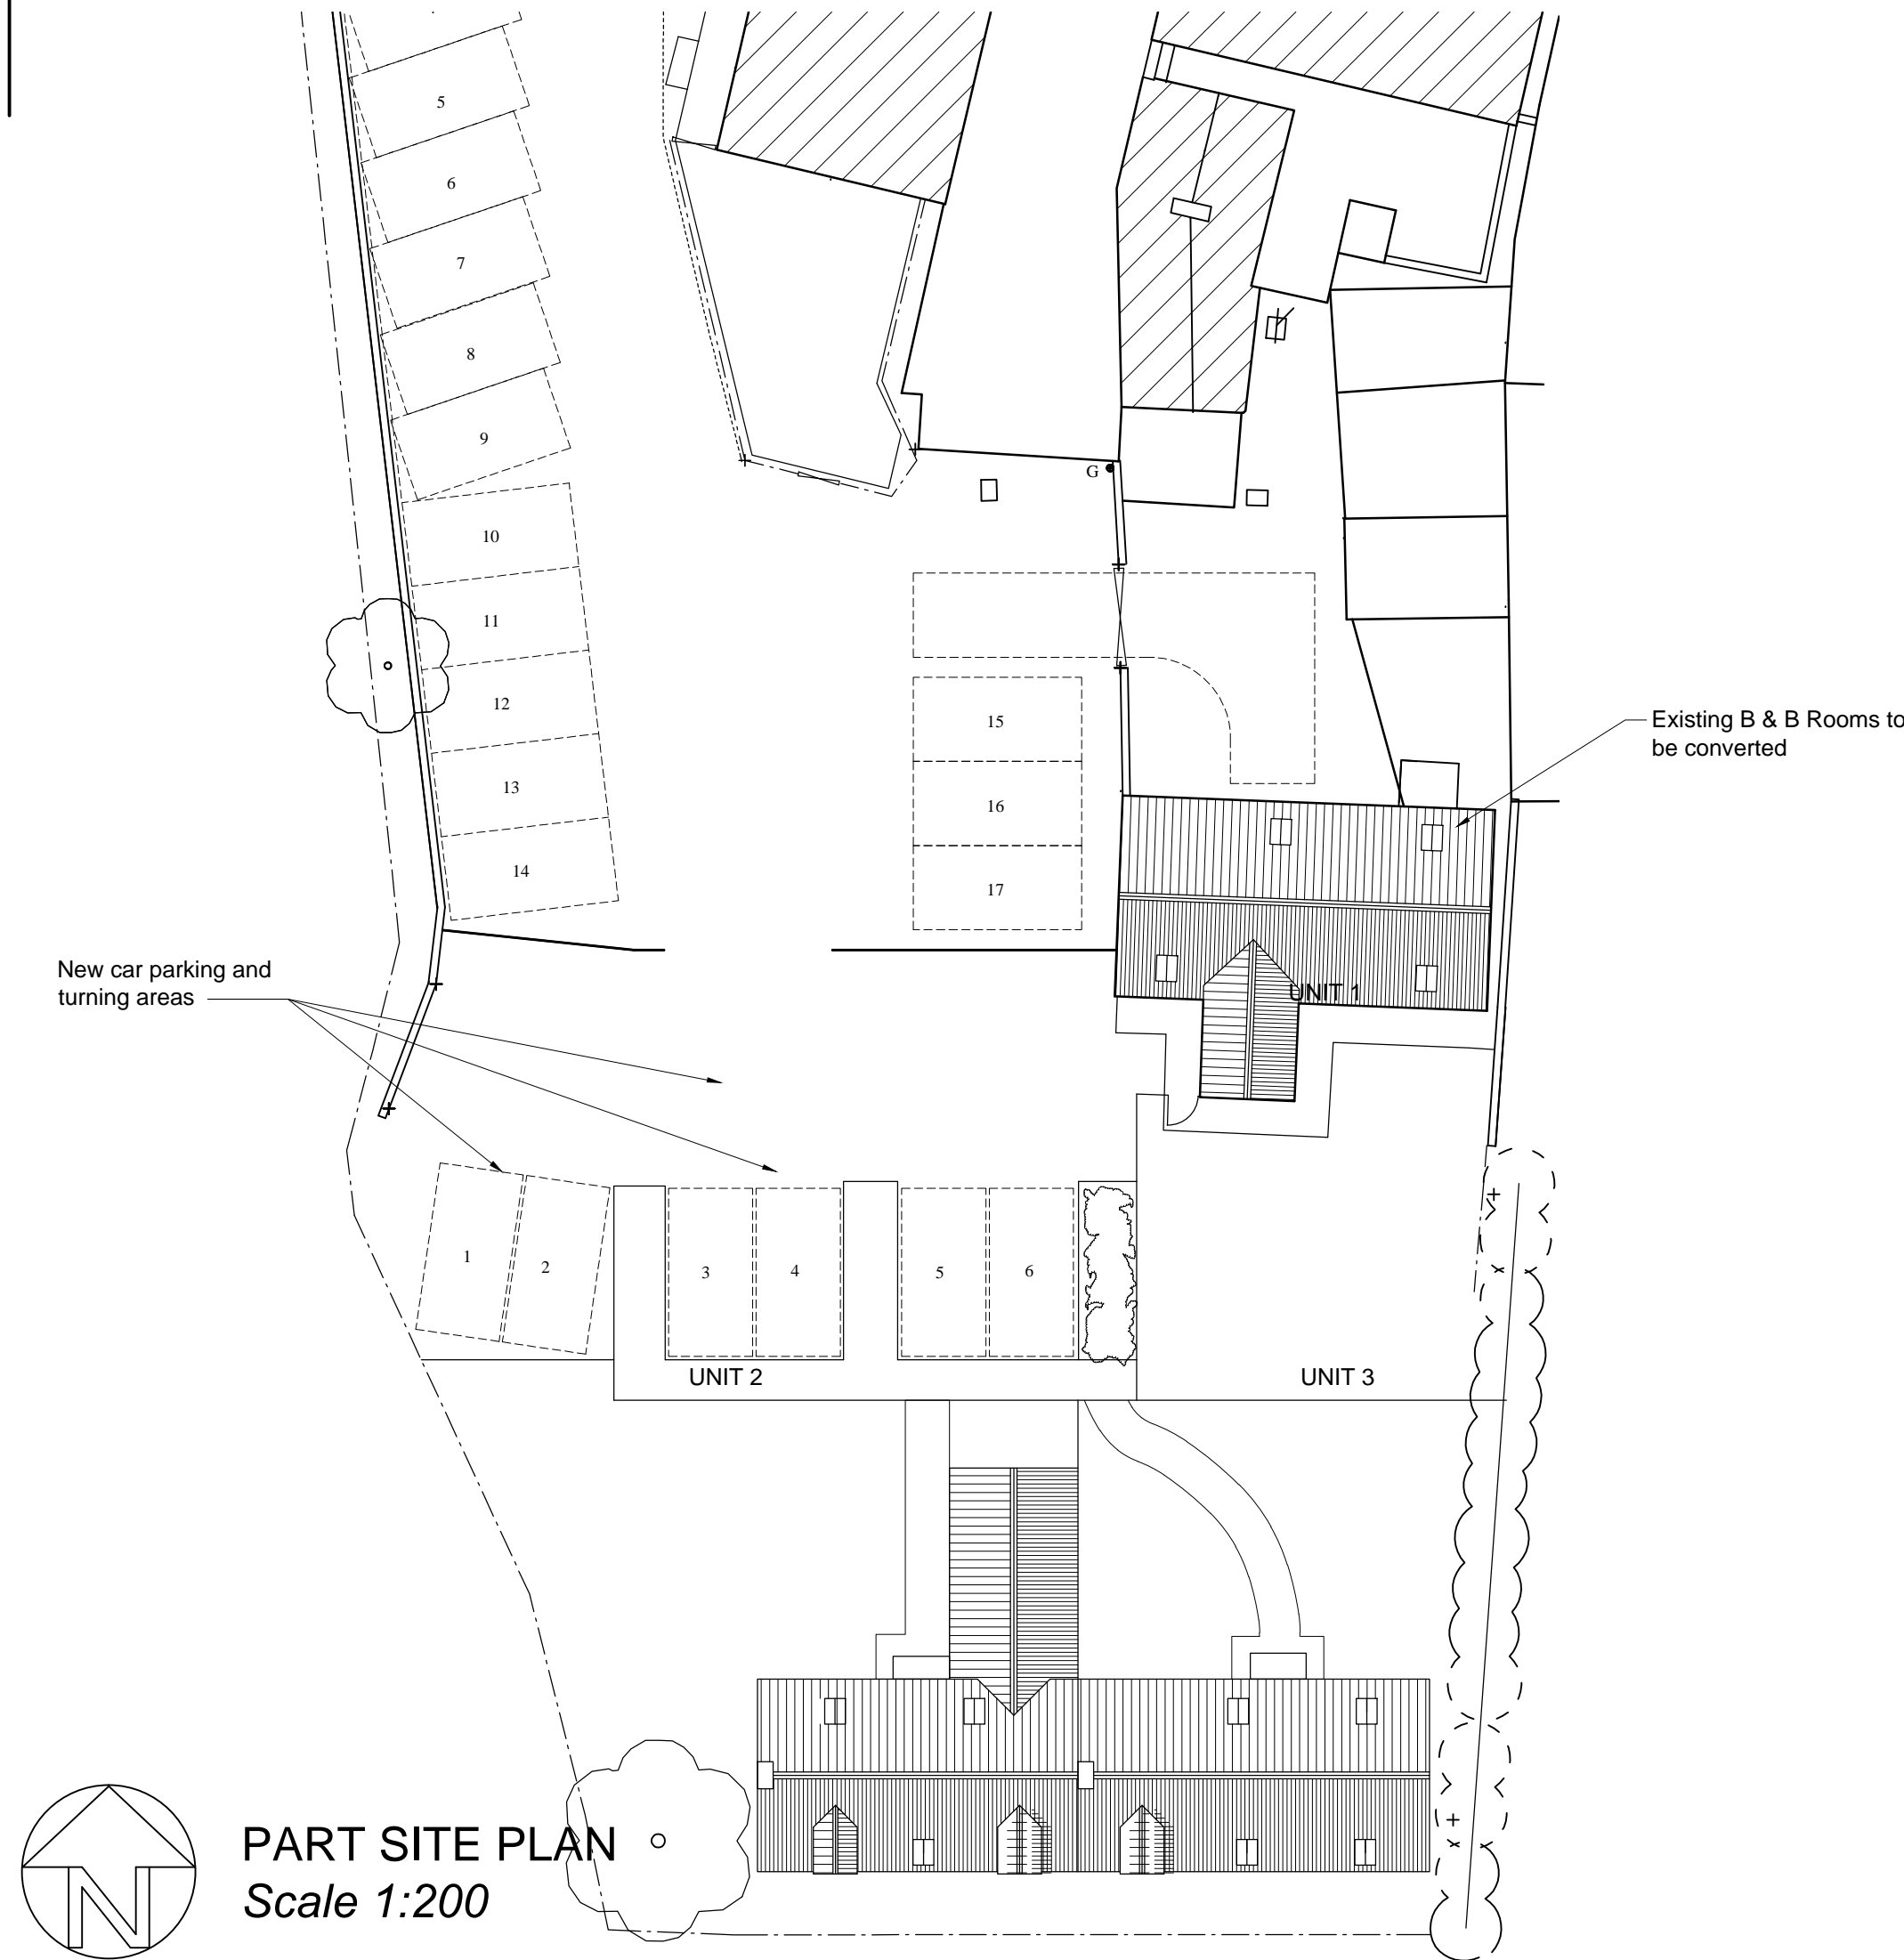 5
6
7
8
9
G
10
11
12
13
14
15
16
17
Existing B & B Rooms to
be converted
New car parking and
turning areas
UNIT 1
1
2
3
4
5
6
UNIT 2
UNIT 3
N
PART SITE PLAN
Scale 1:200